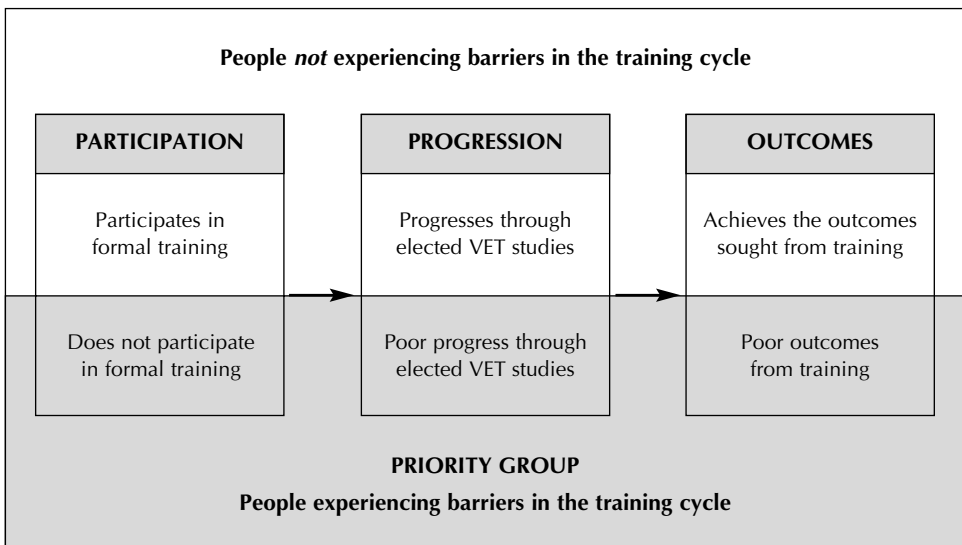 People not experiencing barriers in the training cycle
PARTICIPATION
Participates in
formal training
Does not participate
in formal training
PROGRESSION
Progresses through
elected VET studies
Poor progress through
elected VET studies
OUTCOMES
Achieves the outcomes
sought from training
Poor outcomes
from training
PRIORITY GROUP
People experiencing barriers in the training cycle